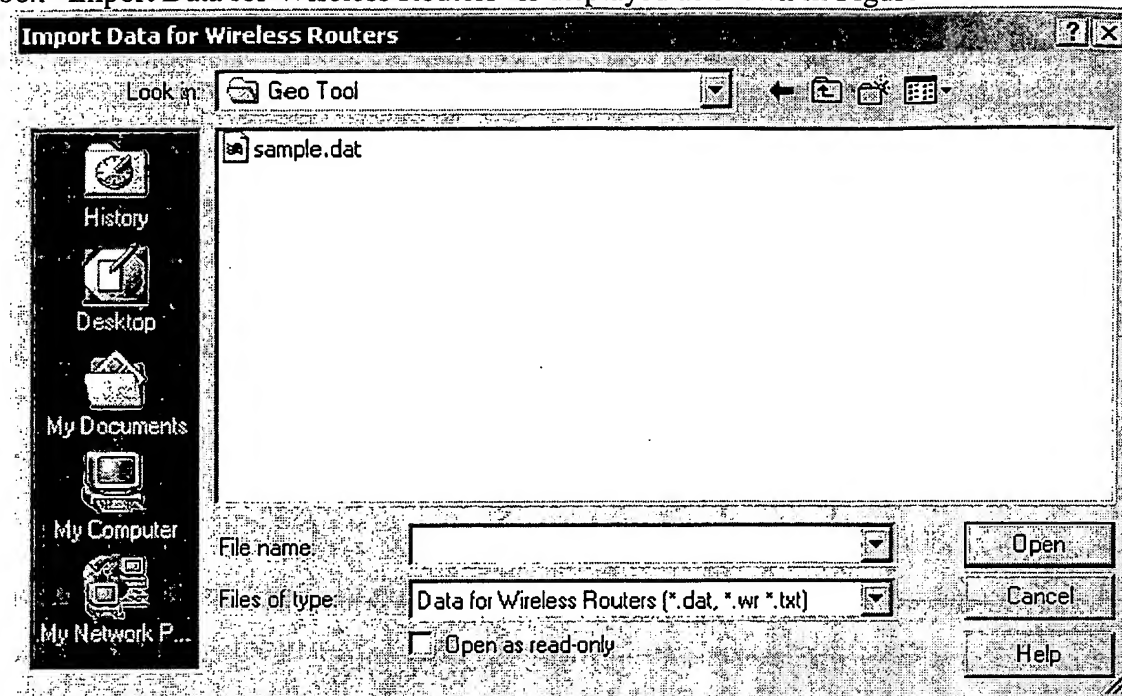 Import Data for Wireless Routers
Look in:
Geo Tool
sample.dat
History
Desktop
My Documents
My Computer
My Network P...
File name:
Open
Files of type:
Data for Wireless Routers (*.dat, *.wr *.txt)
Cancel
Open as read-only
Help